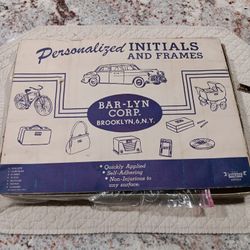 Personalized INITIALS
AND FRAMES
BAR-LYN
CORP.
BROOKLYN, 6, N.Y.
• Quickly Applied
• Self-Adhering
• Non-Injurious to
any surface.